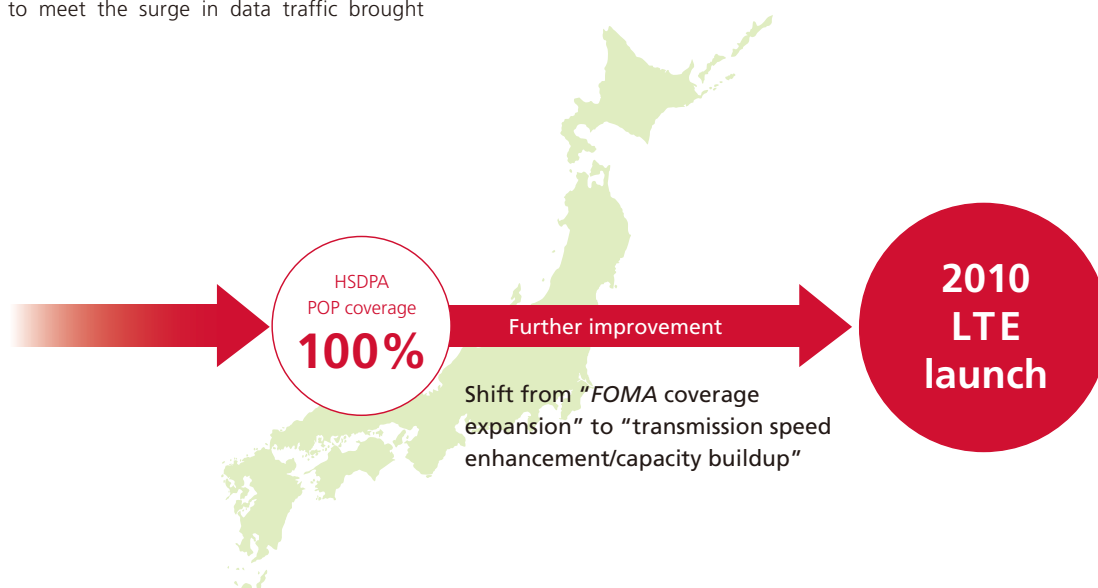 to meet the surge in data traffic brought
HSDPA
POP coverage
100%
Further improvement
Shift from “FOMA coverage
expansion” to “transmission speed
enhancement/capacity buildup”
2010
LTE
launch